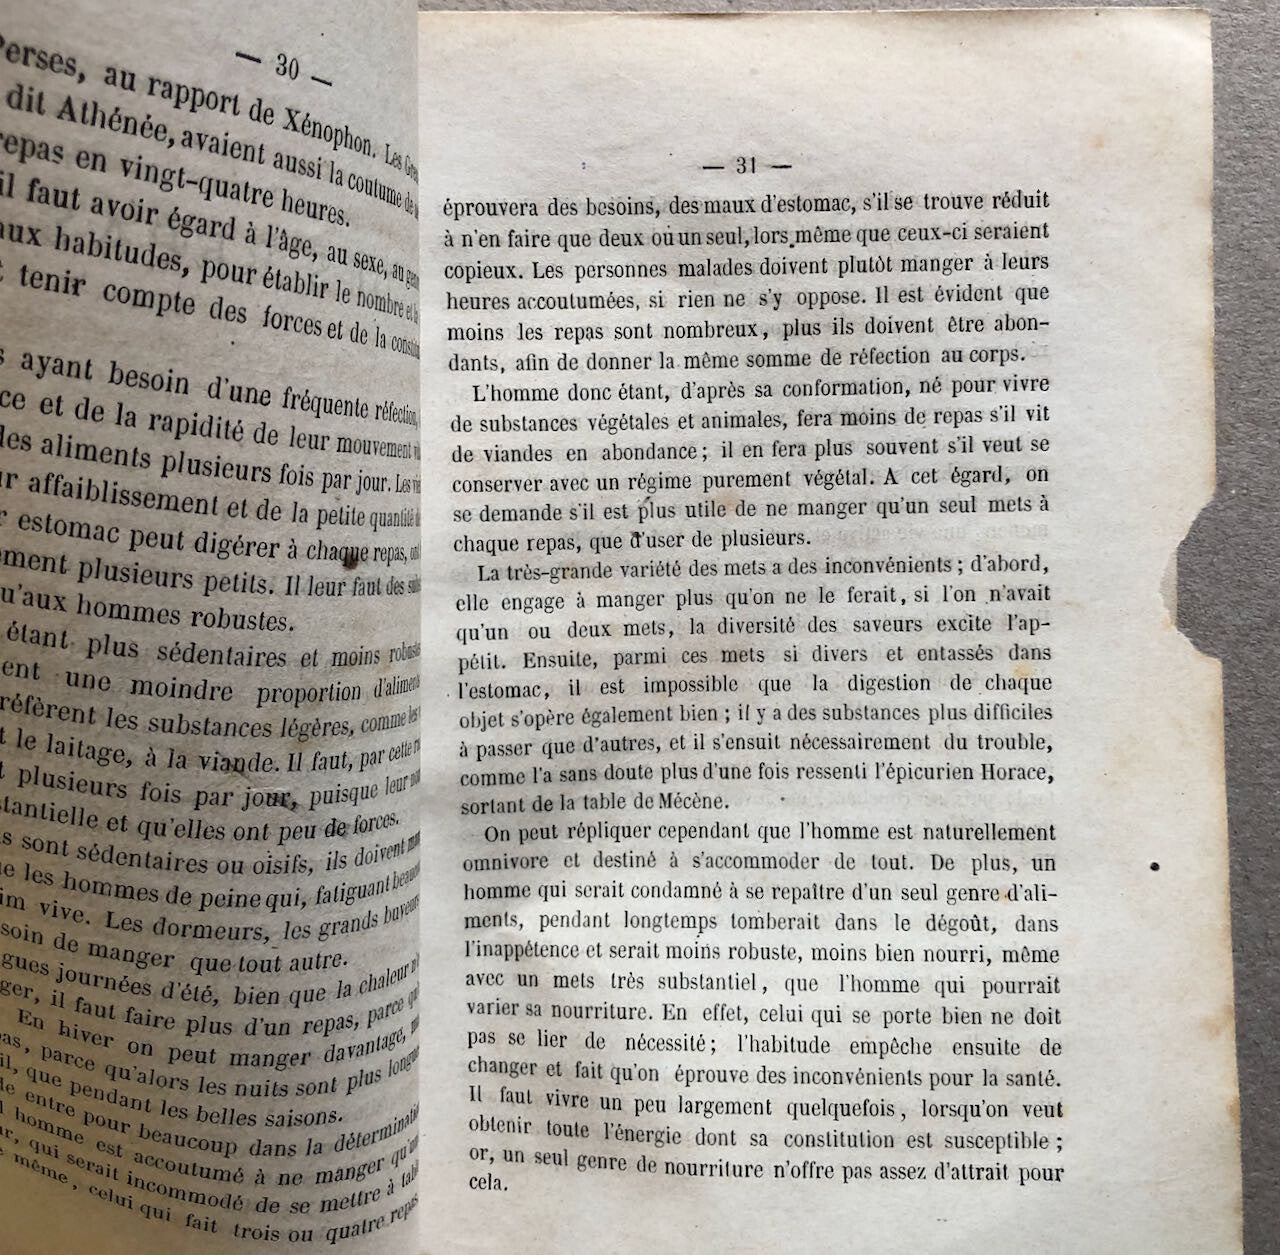 — 30 —
Perses, au rapport de Xénophon. Les
dit Athénée, avaient aussi la coutume de
repas en vingt-quatre heures.
il faut avoir égard à l'âge, au sexe, au
aux habitudes, pour établir le nombre et la
tenir compte des forces et de la
ayant besoin d'une fréquente réfection,
et de la rapidité de leur mouvement
des aliments plusieurs fois par jour. Les
affaiblissement et de la petite quantité
estomac peut digérer à chaque repas,
plusieurs petits. Il leur faut des
qu'aux hommes robustes.
étant plus sédentaires et moins
une moindre proportion
préfèrent les substances légères, comme les
le laitage, à la viande. Il faut, par cette
plusieurs fois par jour, puisque leur
et qu'elles ont peu de forces.
sont sédentaires ou oisifs, ils doivent
que les hommes de peine qui, fatiguant
vive. Les dormeurs, les grands buveurs
de manger que tout autre.
journées d'été, bien que la chaleur
il faut faire plus d'un repas, parce
En hiver on peut manger davantage,
parce qu'alors les nuits sont plus
que pendant les belles saisons.
entre pour beaucoup dans la
homme est accoutumé à ne manger
qui serait incommodé de se mettre à
même, celui qui fait trois ou quatre repas
— 31 —
éprouvera des besoins, des maux d'estomac, s'il se trouve réduit
à n'en faire que deux ou un seul, lors même que ceux-ci seraient
copieux. Les personnes malades doivent plutôt manger à leurs
heures accoutumées, si rien ne s'y oppose. Il est évident que
moins les repas sont nombreux, plus ils doivent être abon-
dants, afin de donner la même somme de réfection au corps.
L'homme donc étant, d'après sa conformation, né pour vivre
de substances végétales et animales, fera moins de repas s'il vit
de viandes en abondance ; il en fera plus souvent s'il veut se
conserver avec un régime purement végétal. A cet égard, on
se demande s'il est plus utile de ne manger qu'un seul mets à
chaque repas, que d'user de plusieurs.
La très-grande variété des mets a des inconvénients ; d'abord,
elle engage à manger plus qu'on ne le ferait, si l'on n'avait
qu'un ou deux mets, la diversité des saveurs excite l'ap-
pétit. Ensuite, parmi ces mets si divers et entassés dans
l'estomac, il est impossible que la digestion de chaque
objet s'opère également bien ; il y a des substances plus difficiles
à passer que d'autres, et il s'ensuit nécessairement du trouble,
comme l'a sans doute plus d'une fois ressenti l'épicurien Horace,
sortant de la table de Mécène.
On peut répliquer cependant que l'homme est naturellement
omnivore et destiné à s'accommoder de tout. De plus, un
homme qui serait condamné à se repaître d'un seul genre d'ali-
ments, pendant longtemps tomberait dans le dégoût, dans
l'inappétence et serait moins robuste, moins bien nourri, même
avec un mets très substantiel, que l'homme qui pourrait
varier sa nourriture. En effet, celui qui se porte bien ne doit
pas se lier de nécessité ; l'habitude empêche ensuite de
changer et fait qu'on éprouve des inconvénients pour la santé.
Il faut vivre un peu largement quelquefois, lorsqu'on veut
obtenir toute l'énergie dont sa constitution est susceptible ;
or, un seul genre de nourriture n'offre pas assez d'attrait pour
cela.